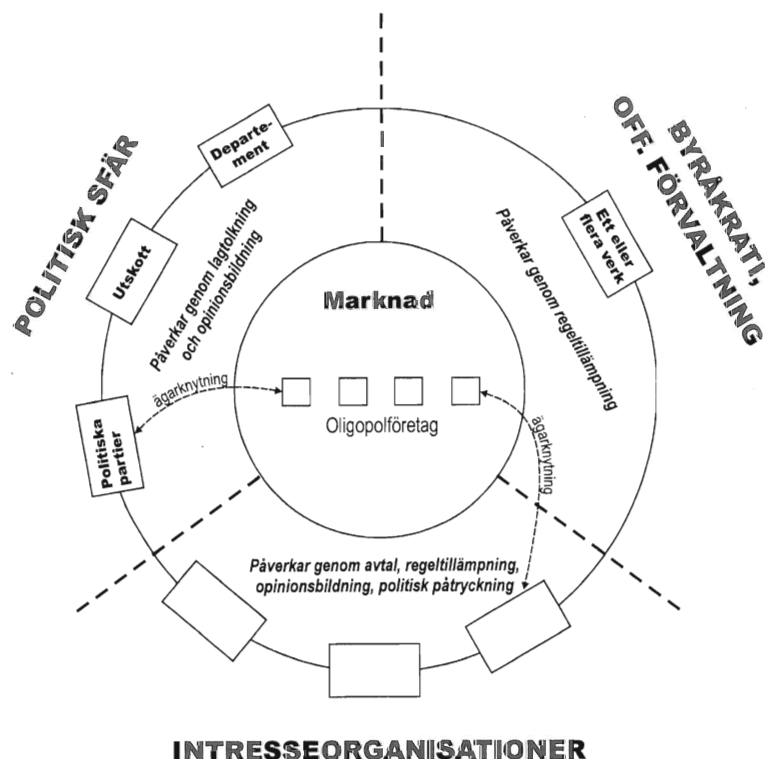 POLITISK SFÄR
BYRÅKRATI,
OFF. FÖRVALTNING
Departe-
ment
Utskott
Politiska
partier
Ett eller
flera verk
Påverkar genom lagtolkning
och opinionsbildning
Påverkar genom regeltillämpning
Marknad
ägarknytning
Oligopolföretag
ägarknytning
Påverkar genom avtal, regeltillämpning,
opinionsbildning, politisk påtryckning
INTRESSEORGANISATIONER